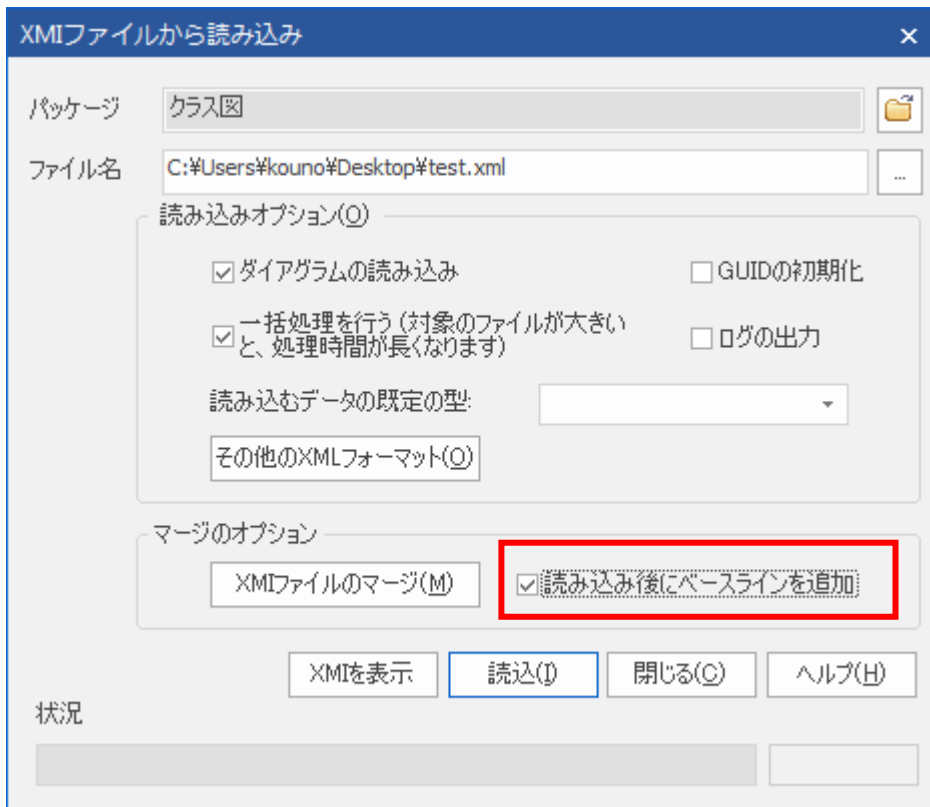 XMIファイルから読み込み
パッケージ クラス図
ファイル名 C:¥Users¥kouno¥Desktop¥test.xml ...
読み込みオプション(O)
ダイアグラムの読み込み GUIDの初期化
一括処理を行う(対象のファイルが大きい
と、処理時間が長くなります) ログの出力
読み込むデータの既定の型:
その他のXMLフォーマット(O)
マージのオプション
XMIファイルのマージ(M) 読み込み後にベースラインを追加
XMIを表示 読込(I) 閉じる(C) ヘルプ(H)
状況